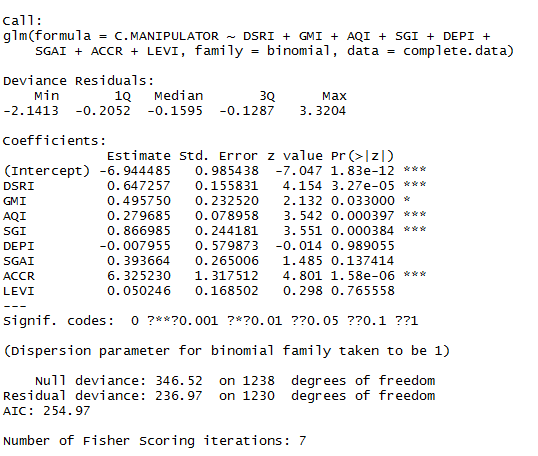 Call:
glm(formula = C.MANIPULATOR ~ DSRI + GMI + AQI + SGI + DEPI +
    SGAI + ACCR + LEVI, family = binomial, data = complete.data)
Deviance Residuals:
    Min       1Q   Median       3Q      Max
-2.1413  -0.2052  -0.1595  -0.1287   3.3204
Coefficients:
             Estimate Std. Error z value Pr(>|z|)
(Intercept) -6.944485   0.985438  -7.047 1.83e-12 ***
DSRI         0.647257   0.155831   4.154 3.27e-05 ***
GMI          0.495750   0.232520   2.132 0.033000 *
AQI          0.279685   0.078958   3.542 0.000397 ***
SGI          0.866985   0.244181   3.551 0.000384 ***
DEPI        -0.007955   0.579873  -0.014 0.989055
SGAI         0.393664   0.265006   1.485 0.137414
ACCR         6.325230   1.317512   4.801 1.58e-06 ***
LEVI         0.050246   0.168502   0.298 0.765558
---
Signif. codes:  0 ?***?0.001 ?*?0.01 ??0.05 ??0.1 ??1
(Dispersion parameter for binomial family taken to be 1)
    Null deviance: 346.52  on 1238  degrees of freedom
Residual deviance: 236.97  on 1230  degrees of freedom
AIC: 254.97
Number of Fisher Scoring iterations: 7